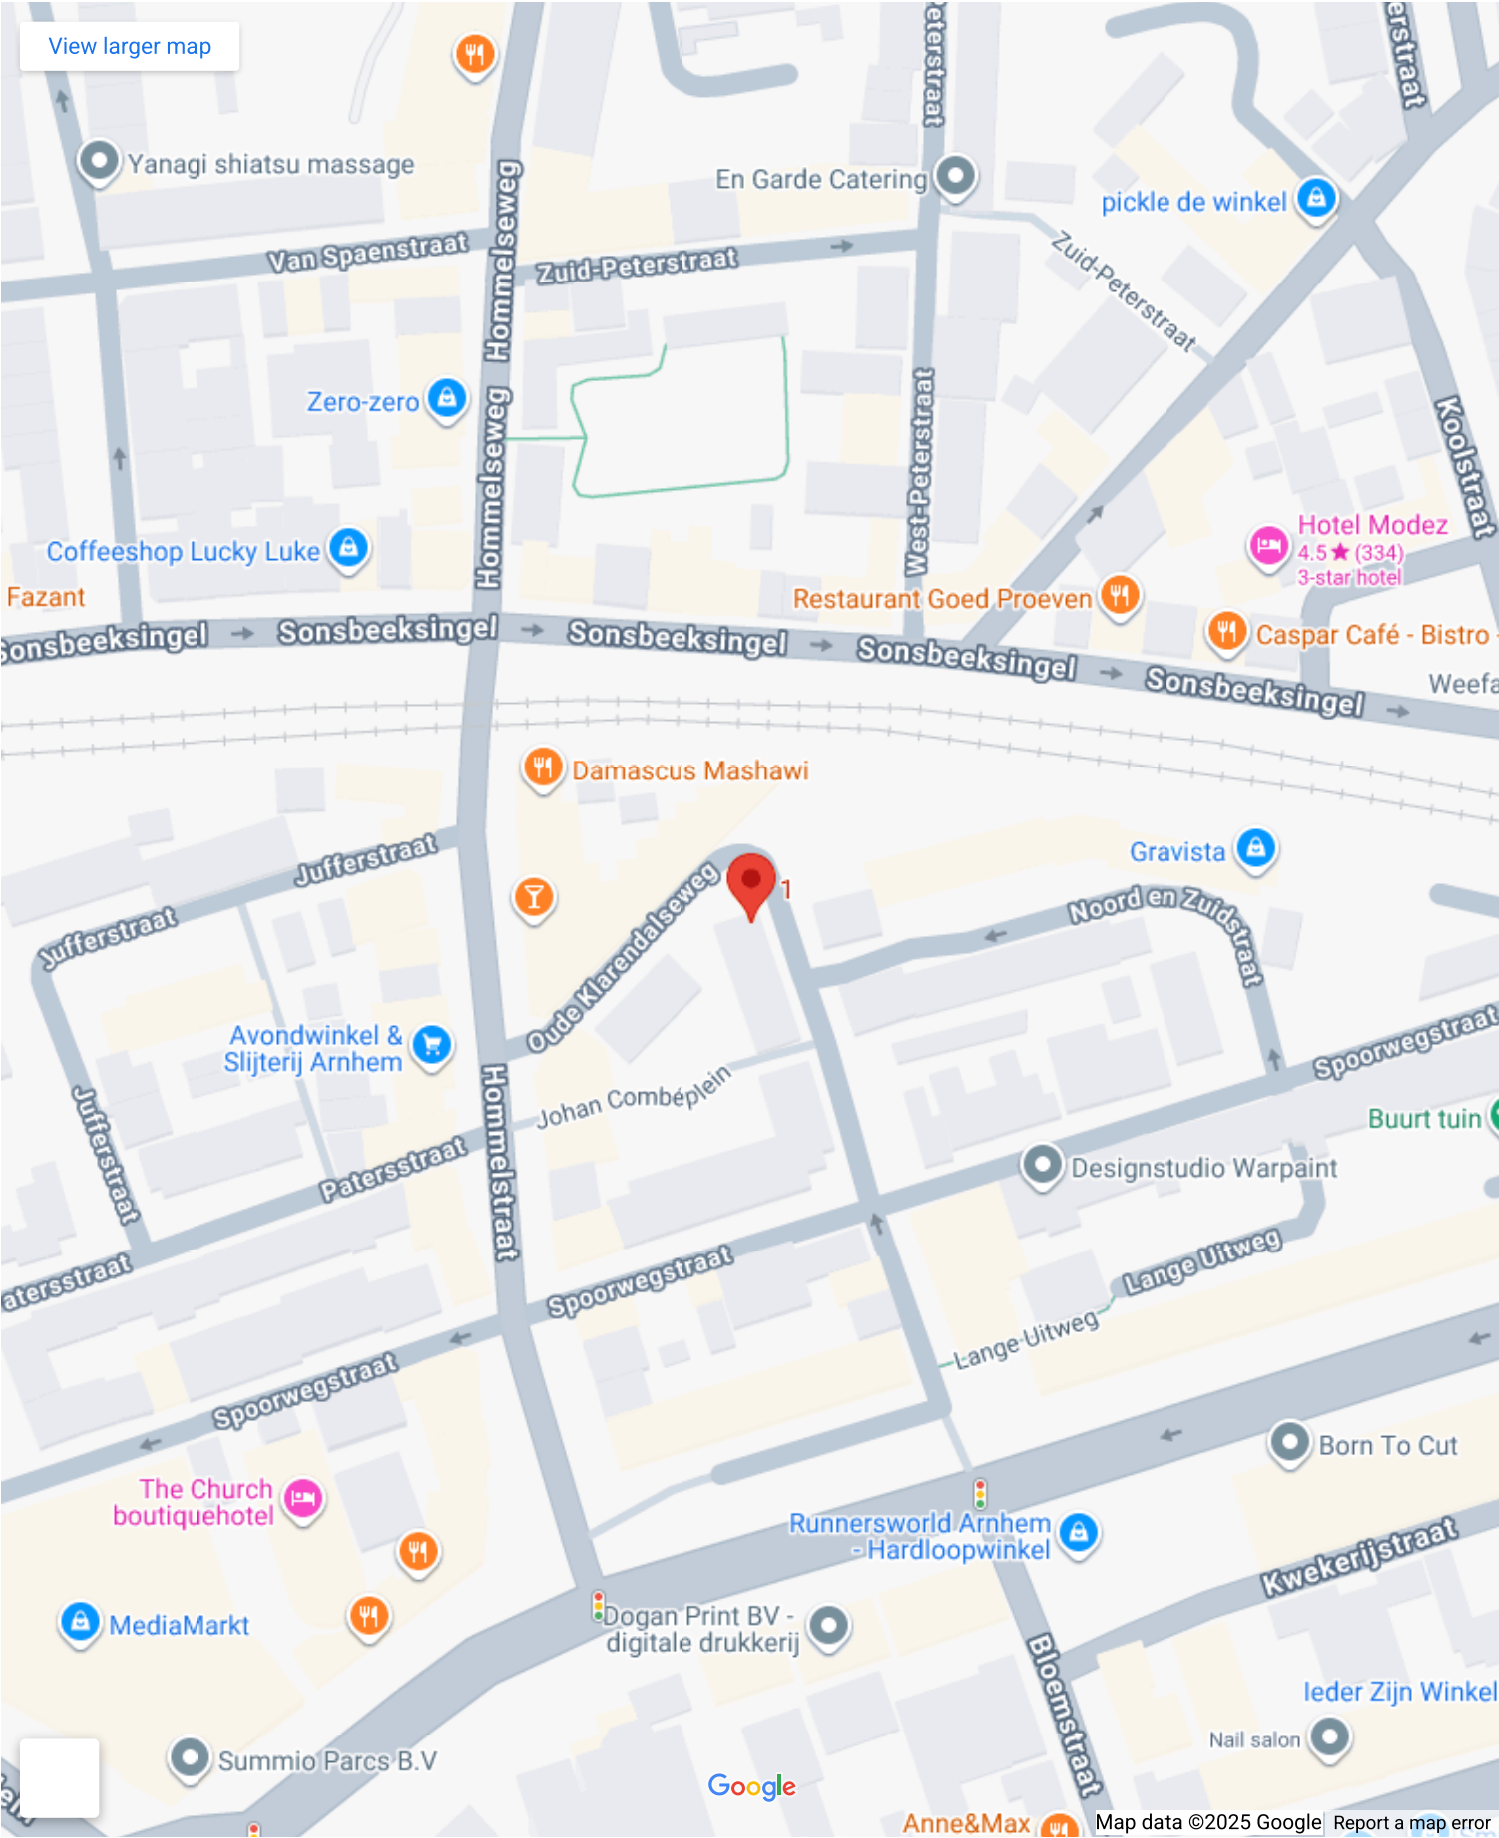 View larger map
Yanagi shiatsu massage
En Garde Catering
pickle de winkel
Hommelseweg
Van Spaenstraat
Zuid-Peterstraat
Zuid-Peterstraat
Zero-zero
Hommelseweg
West-Peterstraat
Koolstraat
Coffeeshop Lucky Luke
Hotel Modez
4.5★ (334)
3-star hotel
Fazant
Restaurant Goed Proeven
Caspar Café - Bistro -
Sonsbeeksingel
Sonsbeeksingel
Sonsbeeksingel
Sonsbeeksingel
Sonsbeeksingel
Damascus Mashawi
Gravista
Jufferstraat
1
Oude Klarendalseweg
Noord en Zuidstraat
Jufferstraat
Avondwinkel &
Slijterij Arnhem
Spoorwegstraat
Johan Combéplein
Jufferstraat
Hommelstraat
Buurt tuin
Patersstraat
Designstudio Warpaint
Spoorwegstraat
Lange Uitweg
Lange Uitweg
Spoorwegstraat
The Church
boutiquehotel
Born To Cut
Runnersworld Arnhem
- Hardloopwinkel
Kwekerijstraat
MediaMarkt
Dogan Print BV -
digitale drukkerij
Bloemstraat
Ieder Zijn Winkel
Nail salon
Summio Parcs B.V
Google
Anne&Max
Map data ©2025 Google
Report a map error